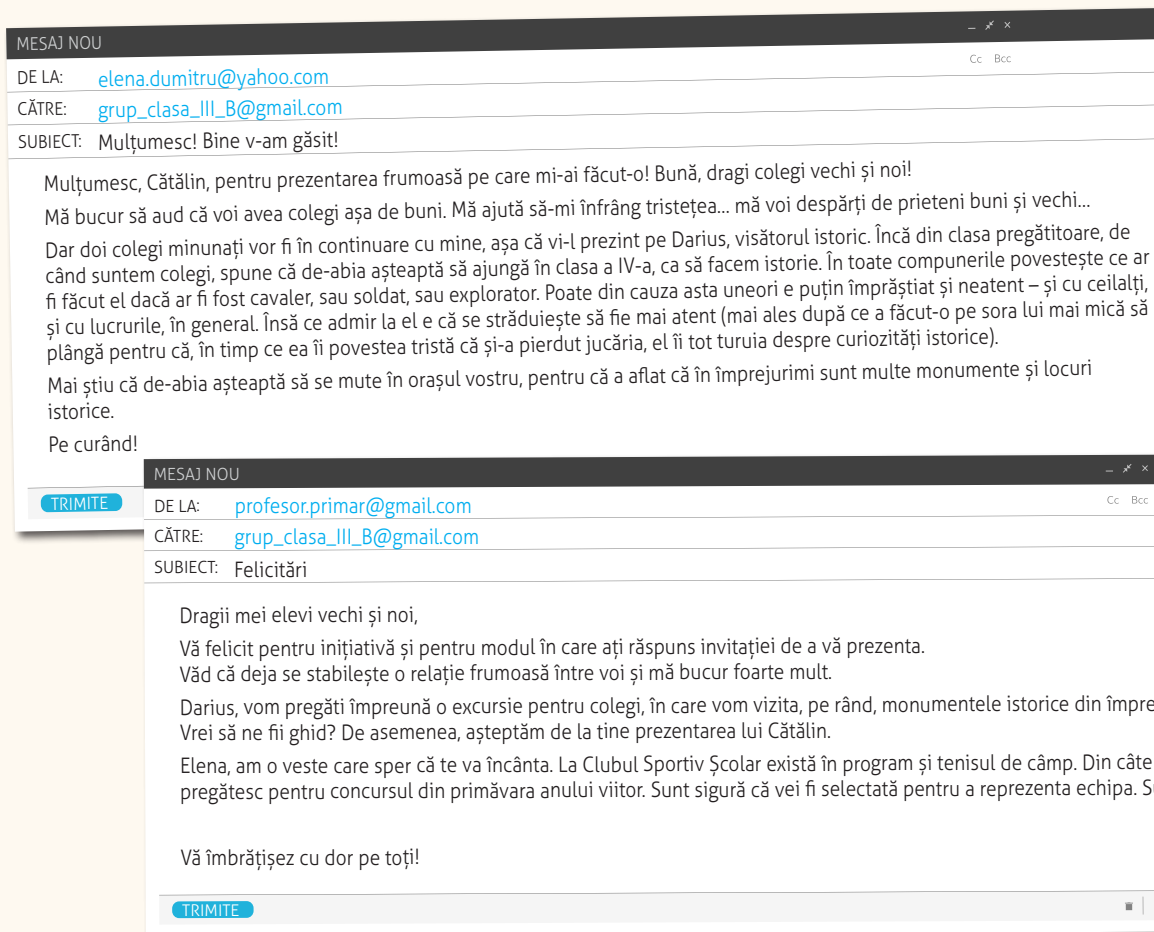 MESAJ NOU
Cc Bcc
DE LA: elena.dumitru@yahoo.com
CĂTRE: grup_clasa_III_B@gmail.com
SUBIECT: Mulțumesc! Bine v-am găsit!
Mulțumesc, Cătălin, pentru prezentarea frumoasă pe care mi-ai făcut-o! Bună, dragi colegi vechi și noi!
Mă bucur să aud că voi avea colegi așa de buni. Mă ajută să-mi înfrâng tristețea... mă voi despărți de prieteni buni și vechi...
Dar doi colegi minunați vor fi în continuare cu mine, așa că vi-l prezint pe Darius, visătorul istoric. Încă din clasa pregătitoare, de
când suntem colegi, spune că de-abia așteaptă să ajungă în clasa a IV-a, ca să facem istorie. În toate compunerile povestește ce ar
fi făcut el dacă ar fi fost cavaler, sau soldat, sau explorator. Poate din cauza asta uneori e puțin împrăștiat și neatent – și cu ceilalți,
și cu lucrurile, în general. Însă ce admir la el e că se străduiește să fie mai atent (mai ales după ce a făcut-o pe sora lui mai mică să
plângă pentru că, în timp ce ea îi povestea tristă că și-a pierdut jucăria, el îi tot turuia despre curiozități istorice).
Mai știu că de-abia așteaptă să se mute în orașul vostru, pentru că a aflat că în împrejurimi sunt multe monumente și locuri
istorice.
Pe curând!
TRIMITE
MESAJ NOU
DE LA: profesor.primar@gmail.com
Cc Bcc
CĂTRE: grup_clasa_III_B@gmail.com
SUBIECT: Felicitări
Dragii mei elevi vechi și noi,
Vă felicit pentru inițiativă și pentru modul în care ați răspuns invitației de a vă prezenta.
Văd că deja se stabilește o relație frumoasă între voi și mă bucur foarte mult.
Darius, vom pregăti împreună o excursie pentru colegi, în care vom vizita, pe rând, monumentele istorice din împre
Vrei să ne fii ghid? De asemenea, așteptăm de la tine prezentarea lui Cătălin.
Elena, am o veste care sper că te va încânta. La Clubul Sportiv Școlar există în program și tenisul de câmp. Din câte
pregătesc pentru concursul din primăvara anului viitor. Sunt sigură că vei fi selectată pentru a reprezenta echipa.
Vă îmbrățișez cu dor pe toți!
TRIMITE